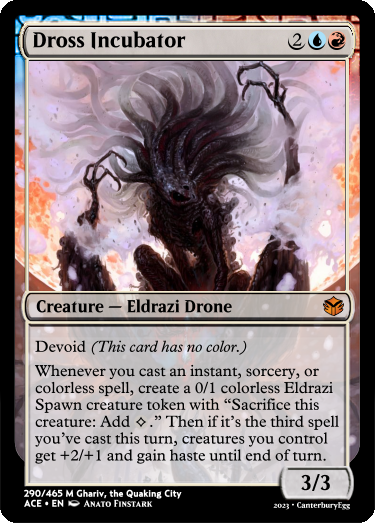 Dross Incubator 2
Creature — Eldrazi Drone
Devoid (This card has no color.)
Whenever you cast an instant, sorcery, or
colorless spell, create a 0/1 colorless Eldrazi
Spawn creature token with “Sacrifice this
creature: Add .” Then if it's the third spell
you've cast this turn, creatures you control
get +2/+1 and gain haste until end of turn.
3/3
290/465 M Ghariv, the Quaking City
ACE • EN Anato Finstark
2023 • CanterburyEgg